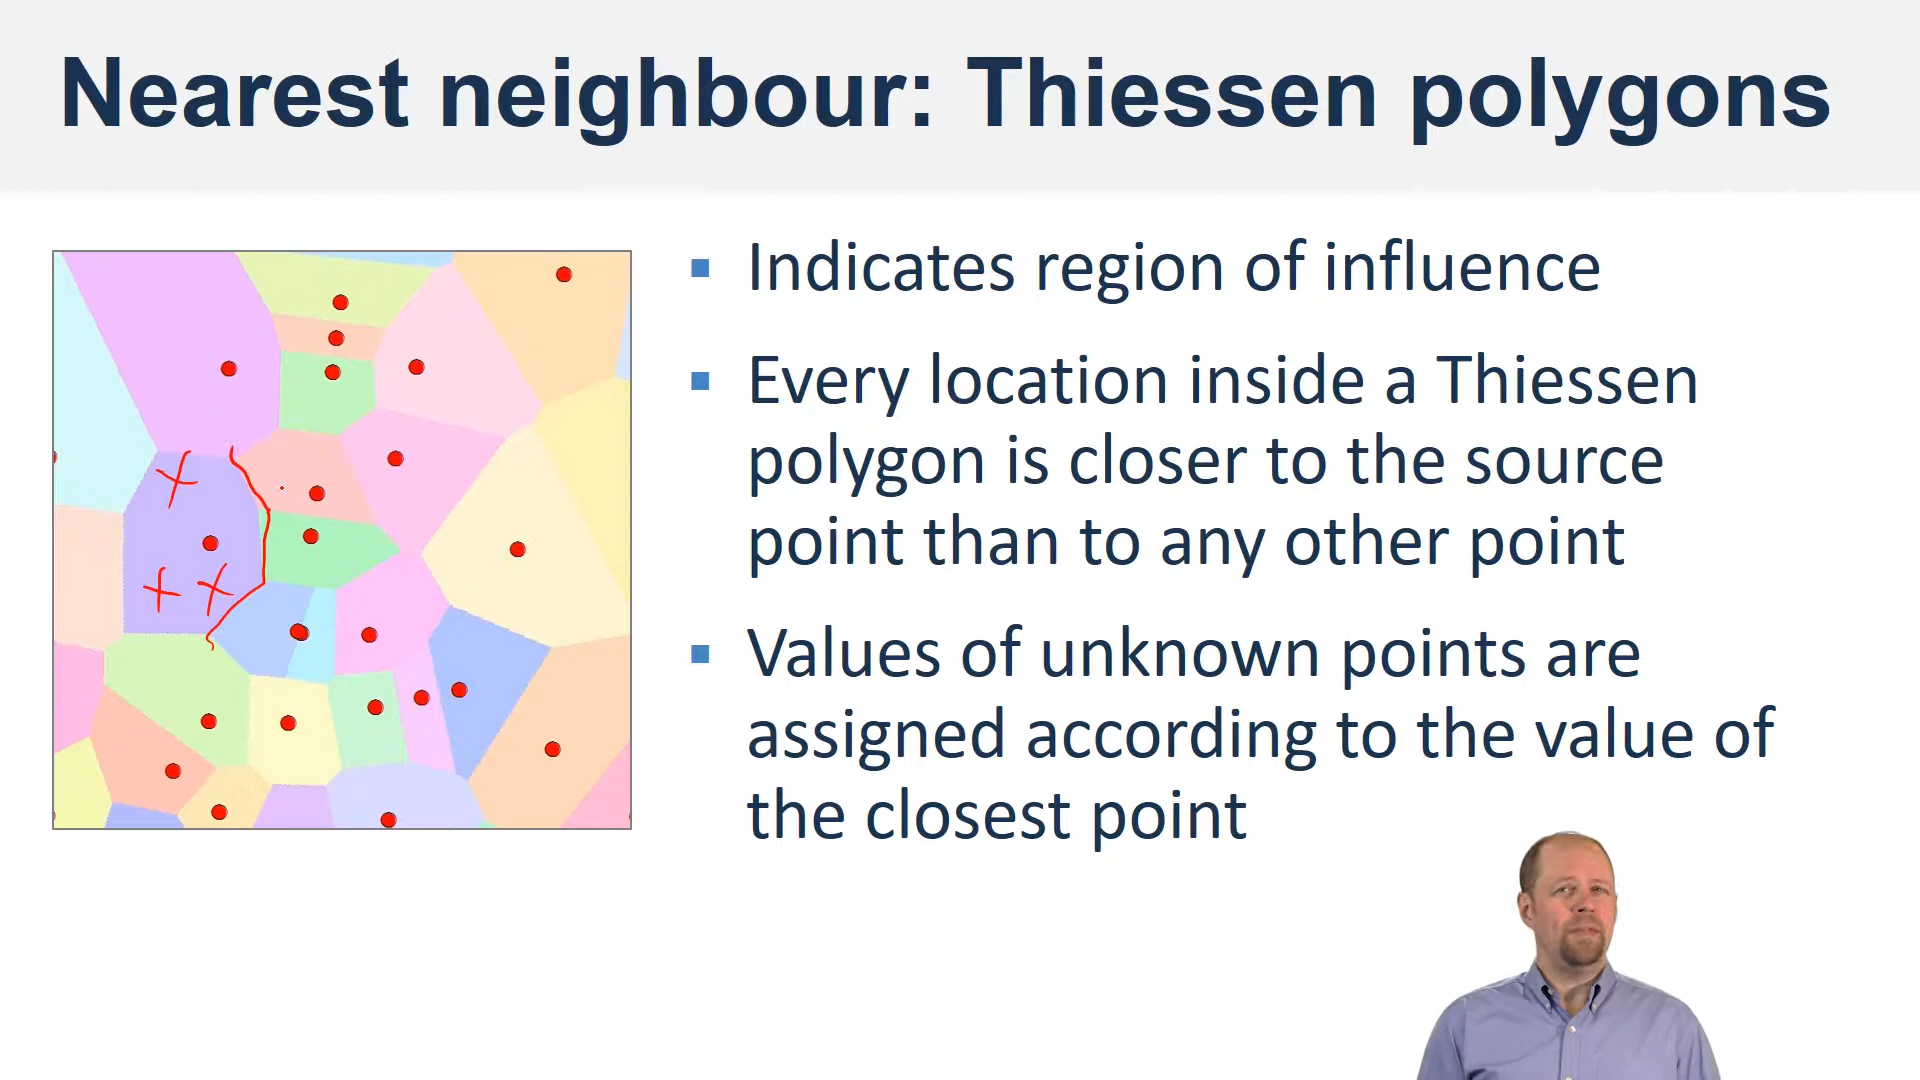 Nearest neighbour: Thiessen polygons
Indicates region of influence
Every location inside a Thiessen
polygon is closer to the source
point than to any other point
Values of unknown points are
assigned according to the value of
the closest point